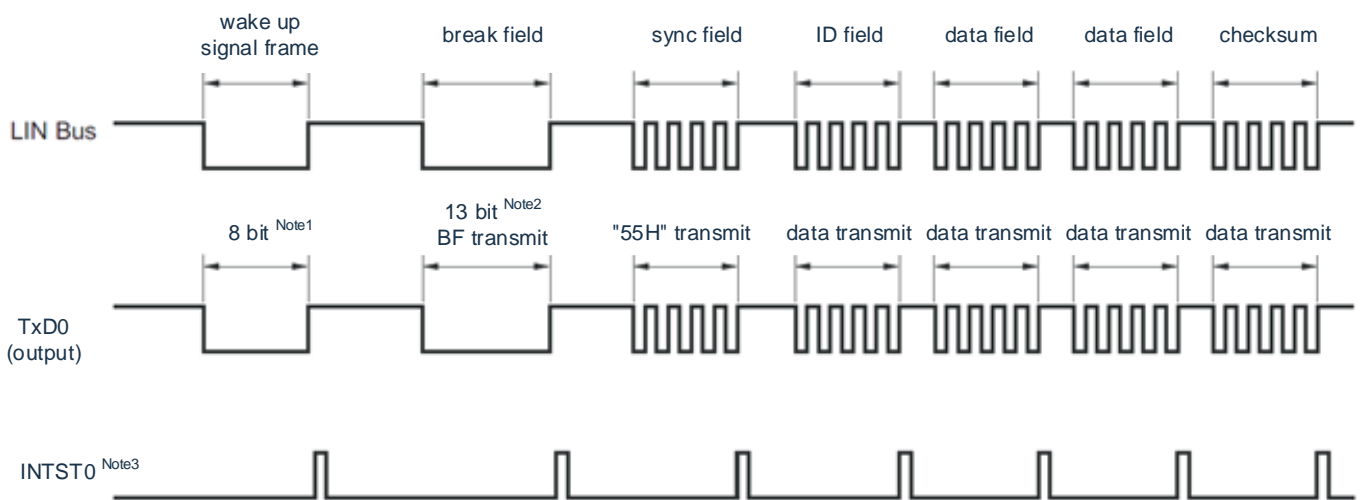 wake up
signal frame
break field
sync field
ID field
data field
data field
checksum
LIN Bus
8 bit Note1
13 bit Note2
BF transmit
"55H" transmit
data transmit
data transmit
data transmit
data transmit
TxD0
(output)
INTST0 Note3